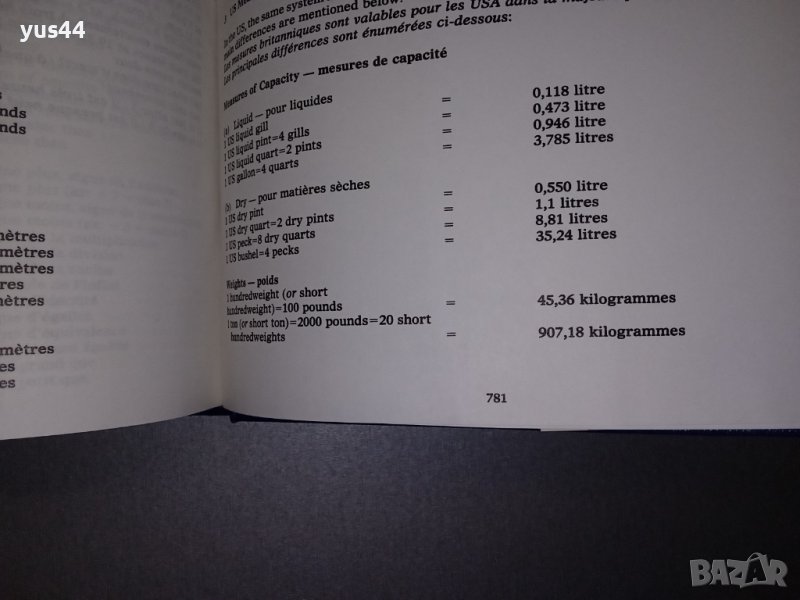 yus44
nds
nds
mètres
mètres
mètres
res
mètres
mètres
es
es
3 US M
In the US, the same system
main differences are mentioned below.
Les mesures britanniques sont valables pour les USA dans la
Les principales différences sont énumérées ci-dessous:
Measures of Capacity — mesures de capacité
(a) Liquid — pour liquides
1 US liquid gill = 0,118 litre
1 US liquid pint=4 gills = 0,473 litre
1 US liquid quart=2 pints = 0,946 litre
1 US gallon=4 quarts = 3,785 litres
(b) Dry — pour matières sèches
1 US dry pint = 0,550 litre
1 US dry quart=2 dry pints = 1,1 litres
1 US peck=8 dry quarts = 8,81 litres
1 US bushel=4 pecks = 35,24 litres
Weights — poids
1 hundredweight (or short
hundredweight)=100 pounds = 45,36 kilogrammes
1 ton (or short ton)=2000 pounds=20 short
hundredweights = 907,18 kilogrammes
781
BAZAR